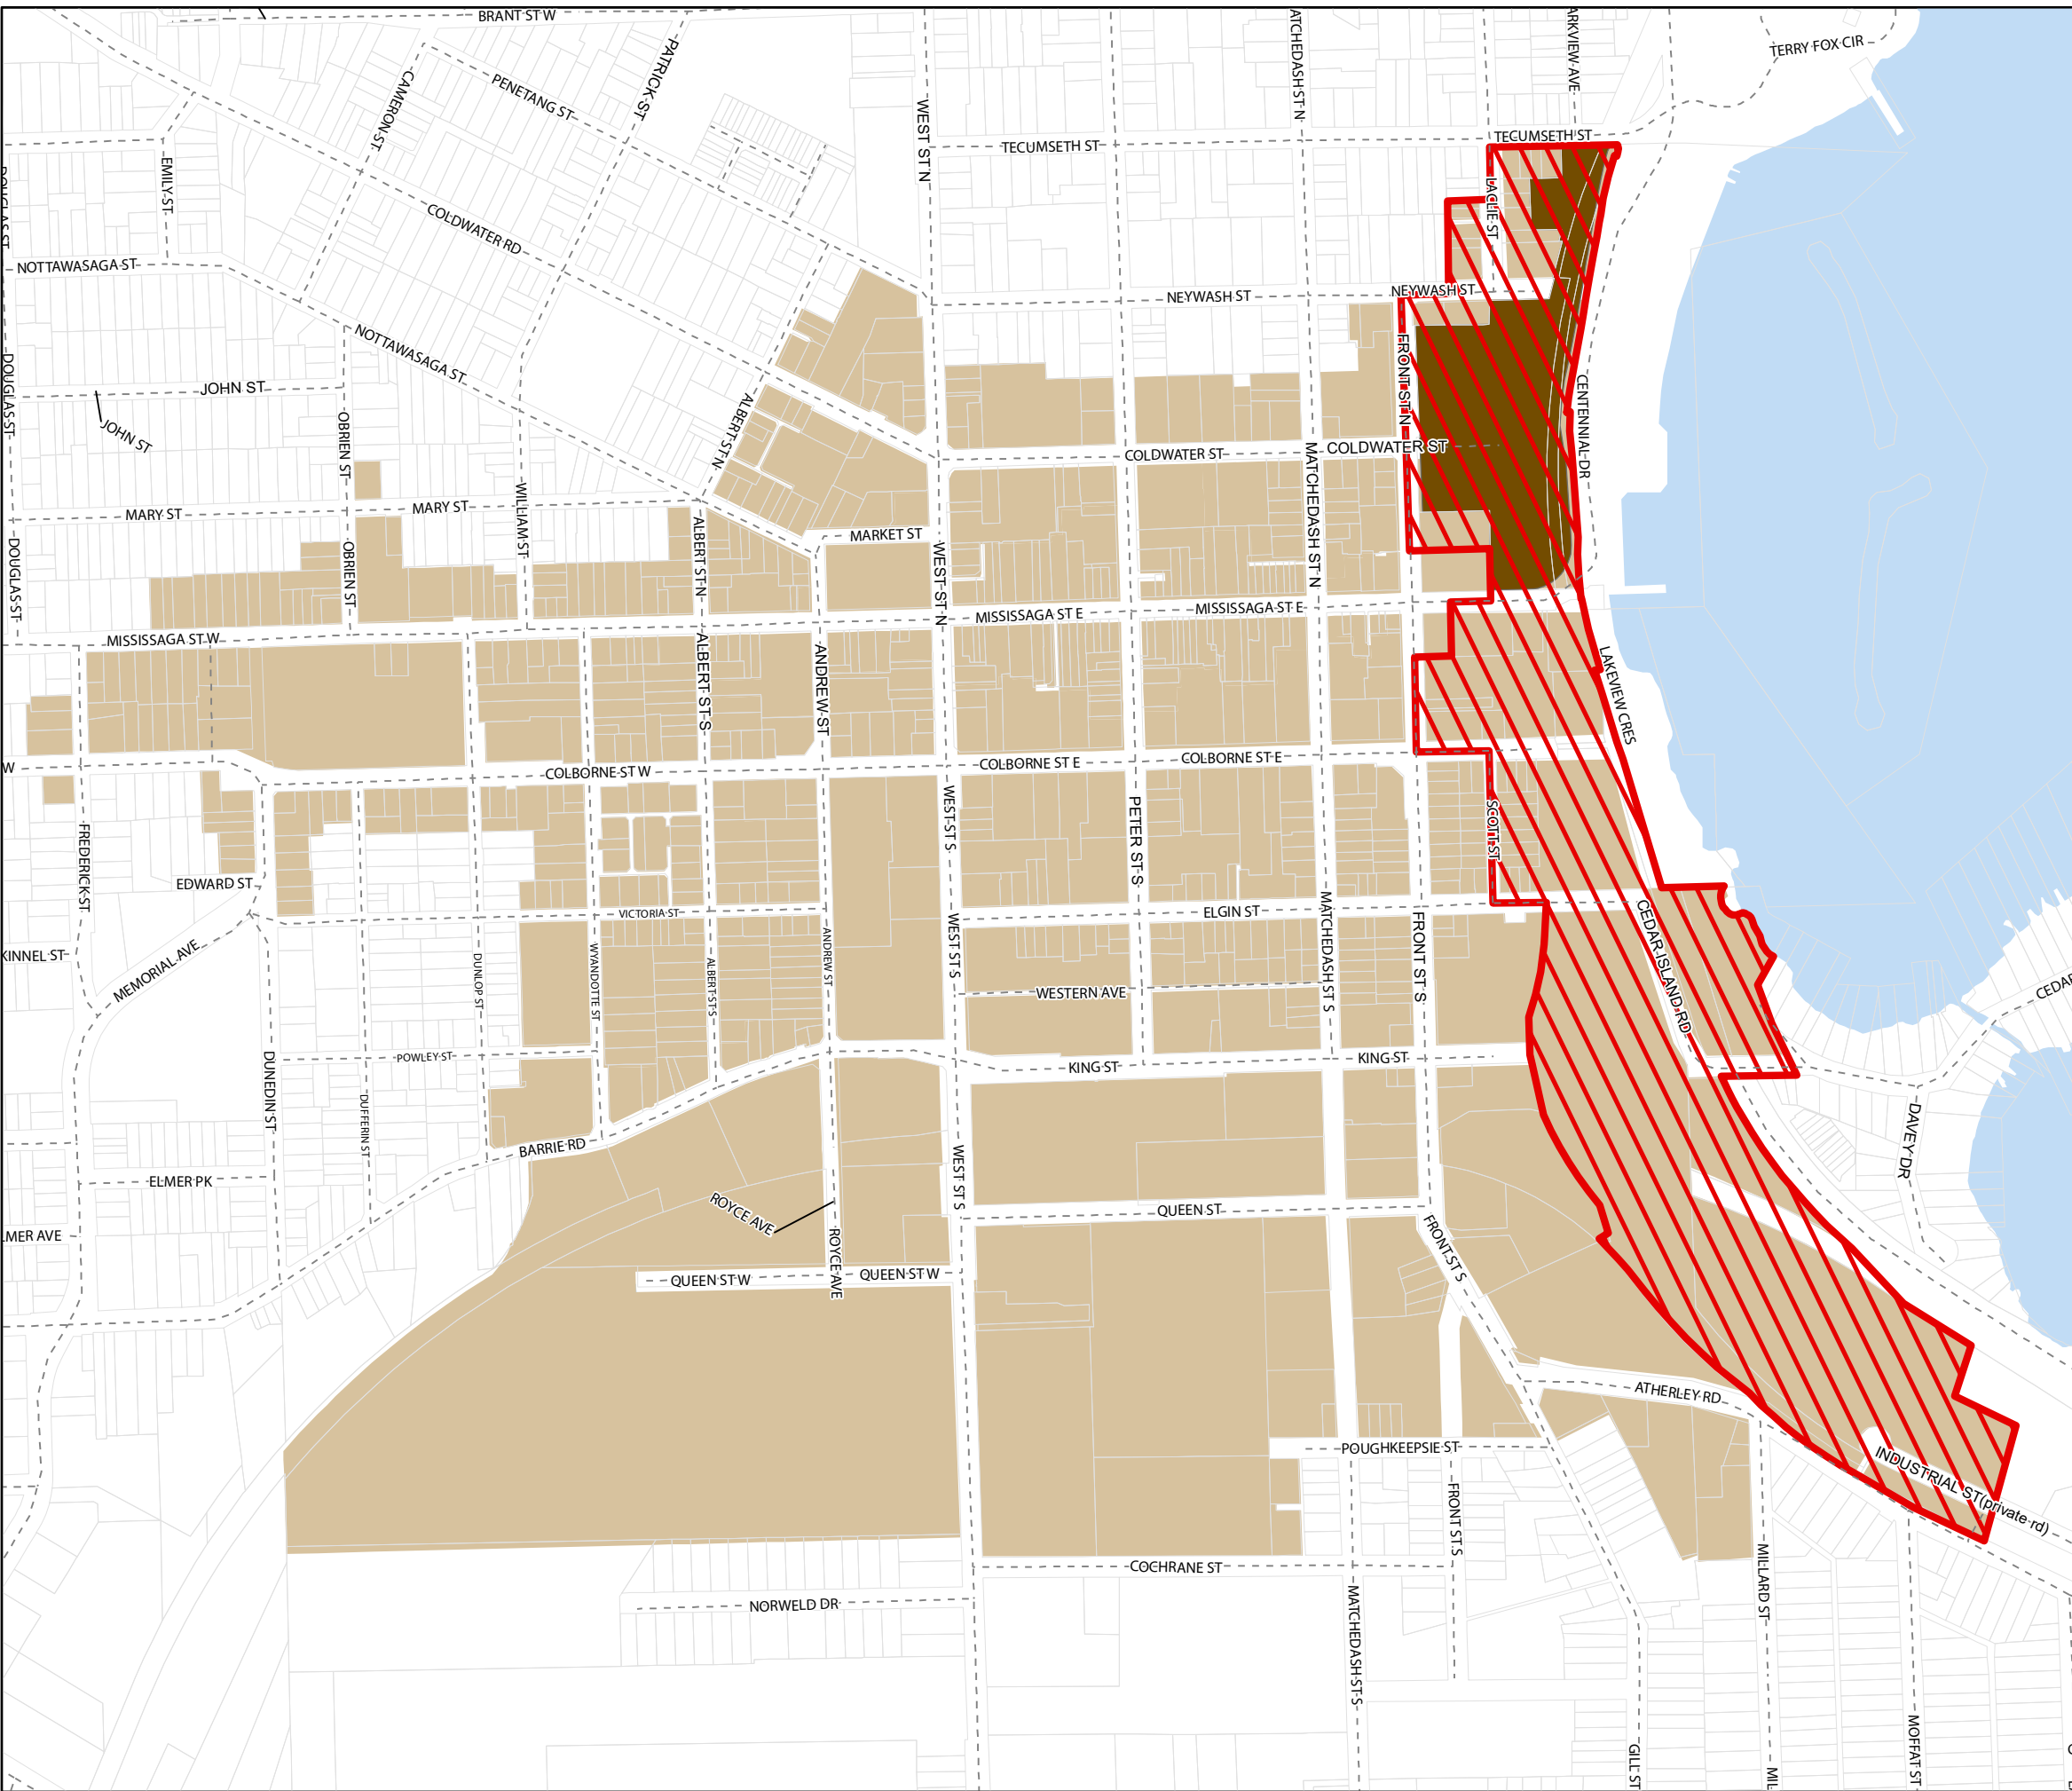 BRANT ST W
PATRICK ST
PENETANG ST
CAMERON ST
TERRY FOX CIR
TECUMSETH ST
TECUMSETH ST
WEST ST N
EMILY ST
LACLIE ST
COLDWATER RD
NOTTAWASAGA ST
NEYWASH ST
NEYWASH ST
NOTTAWASAGA ST
FRONT ST N
CENTENNIAL DR
DOUGLAS ST
JOHN ST
JOHN ST
OBRIEN ST
ALBERT ST N
COLDWATER ST
COLDWATER ST
MATCHEDASH ST N
WILLIAM ST
MARY ST
MARY ST
MARKET ST
ALBERT ST N
OBRIEN ST
DOUGLAS ST
WEST ST N
MISSISSAGA ST E
MISSISSAGA ST E
MISSISSAGA ST W
ALBERT ST S
ANDREW ST
LAKEVIEW CRES
COLBORNE ST W
COLBORNE ST E
COLBORNE ST E
W
WEST ST S
PETER ST S
SCOTT ST
FREDERICK ST
EDWARD ST
VICTORIA ST
ELGIN ST
MATCHEDASH ST S
FRONT ST S
CEDAR ISLAND RD
WEST ST S
KINNEL ST
MEMORIAL AVE
DUNLOP ST
WYANDOTTE ST
ALBERT ST S
ANDREW ST
WESTERN AVE
CEDAR
POWLEY ST
KING ST
KING ST
DUNEDIN ST
DUFFERIN ST
BARRIE RD
DAVEY DR
ELMER PK
WEST ST S
ROYCE AVE
QUEEN ST
LMER AVE
ROYCE AVE
FRONT ST S
QUEEN ST W
QUEEN ST W
ATHERLEY RD
POUGHKEEPSIE ST
INDUSTRIAL ST(private rd)
FRONT ST S
COCHRANE ST
MILLARD ST
NORWELD DR
MATCHEDASH ST S
GILL ST
MIL
MOFFAT ST